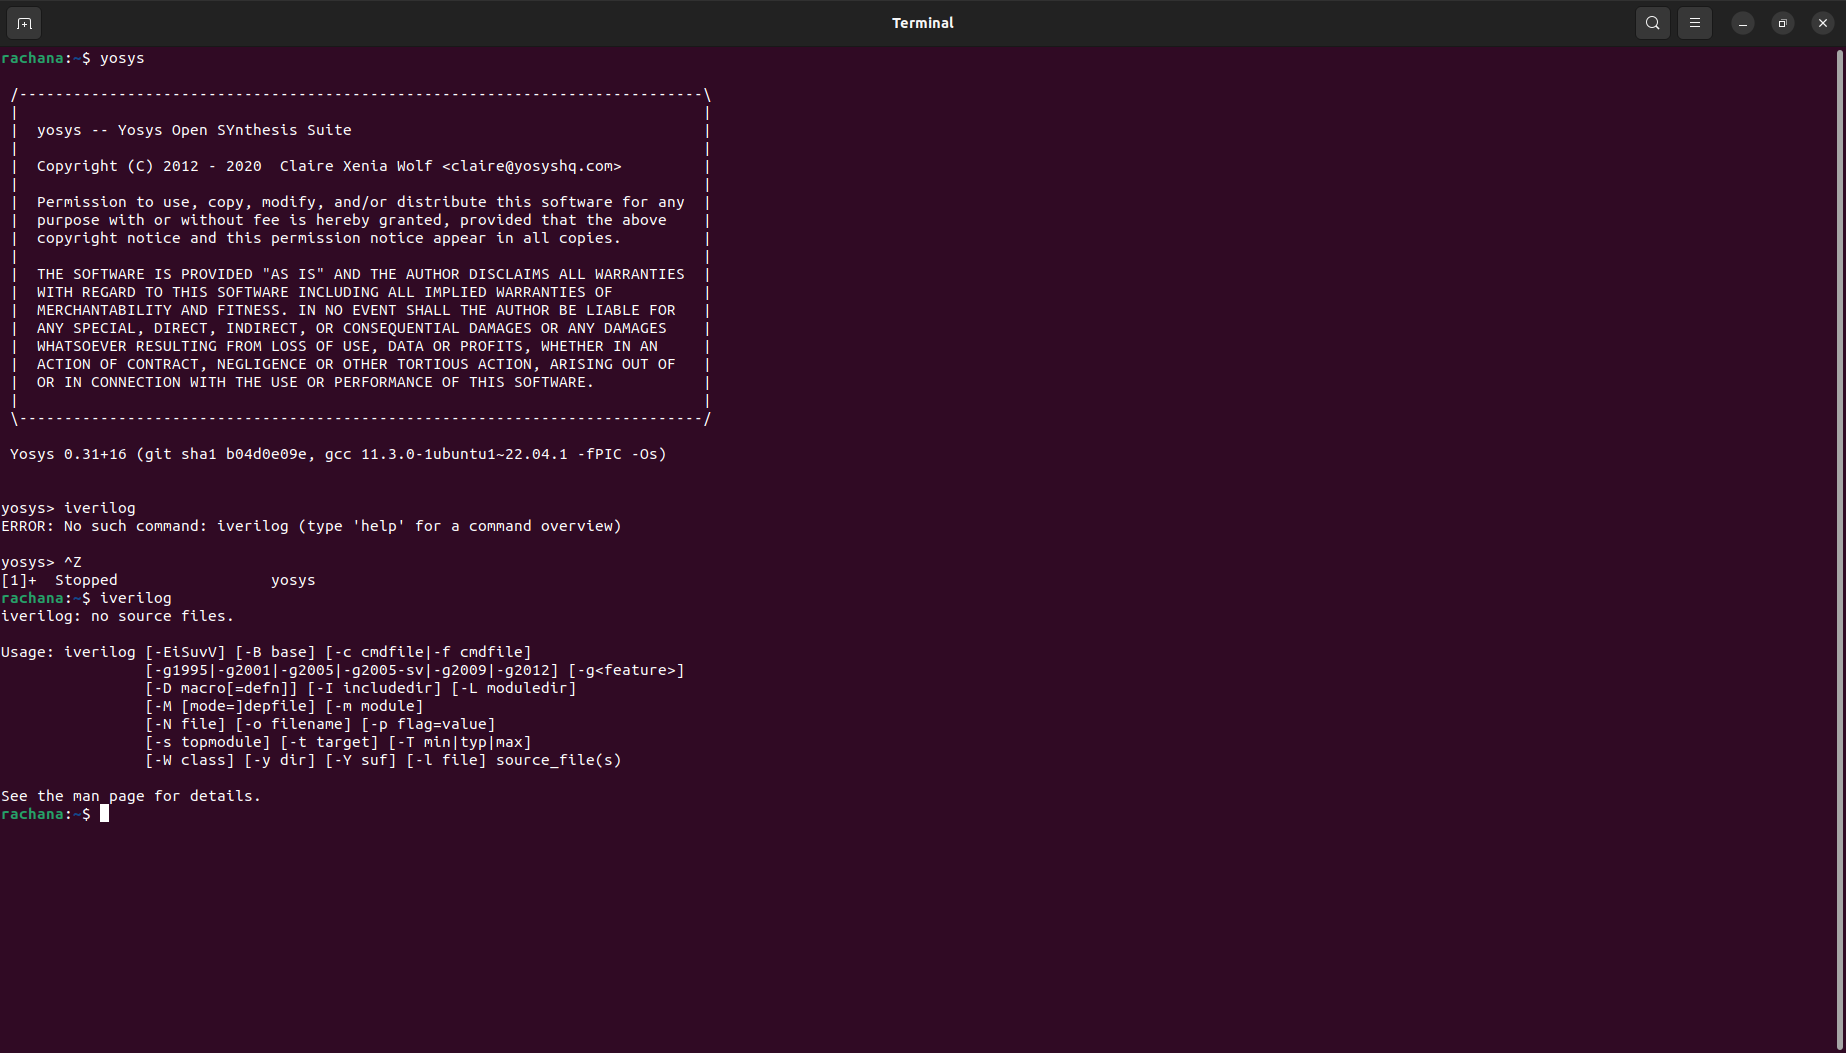 Terminal
rachana:~$ yosys
/----------------------------------------------------------------------------\
|                                                                            |
|  yosys -- Yosys Open SYnthesis Suite                                       |
|                                                                            |
|  Copyright (C) 2012 - 2020  Claire Xenia Wolf <claire@yosyshq.com>         |
|                                                                            |
|  Permission to use, copy, modify, and/or distribute this software for any  |
|  purpose with or without fee is hereby granted, provided that the above    |
|  copyright notice and this permission notice appear in all copies.         |
|                                                                            |
|  THE SOFTWARE IS PROVIDED "AS IS" AND THE AUTHOR DISCLAIMS ALL WARRANTIES  |
|  WITH REGARD TO THIS SOFTWARE INCLUDING ALL IMPLIED WARRANTIES OF          |
|  MERCHANTABILITY AND FITNESS. IN NO EVENT SHALL THE AUTHOR BE LIABLE FOR   |
|  ANY SPECIAL, DIRECT, INDIRECT, OR CONSEQUENTIAL DAMAGES OR ANY DAMAGES    |
|  WHATSOEVER RESULTING FROM LOSS OF USE, DATA OR PROFITS, WHETHER IN AN     |
|  ACTION OF CONTRACT, NEGLIGENCE OR OTHER TORTIOUS ACTION, ARISING OUT OF   |
|  OR IN CONNECTION WITH THE USE OR PERFORMANCE OF THIS SOFTWARE.            |
|                                                                            |
\----------------------------------------------------------------------------/
Yosys 0.31+16 (git sha1 b04d0e09e, gcc 11.3.0-1ubuntu1~22.04.1 -fPIC -Os)
yosys> iverilog
ERROR: No such command: iverilog (type 'help' for a command overview)
yosys> ^Z
[1]+  Stopped                 yosys
rachana:~$ iverilog
iverilog: no source files.
Usage: iverilog [-EiSuvV] [-B base] [-c cmdfile|-f cmdfile]
                [-g1995|-g2001|-g2005|-g2005-sv|-g2009|-g2012] [-g<feature>]
                [-D macro[=defn]] [-I includedir] [-L moduledir]
                [-M [mode=]depfile] [-m module]
                [-N file] [-o filename] [-p flag=value]
                [-s topmodule] [-t target] [-T min|typ|max]
                [-W class] [-y dir] [-Y suf] [-l file] source_file(s)
See the man page for details.
rachana:~$